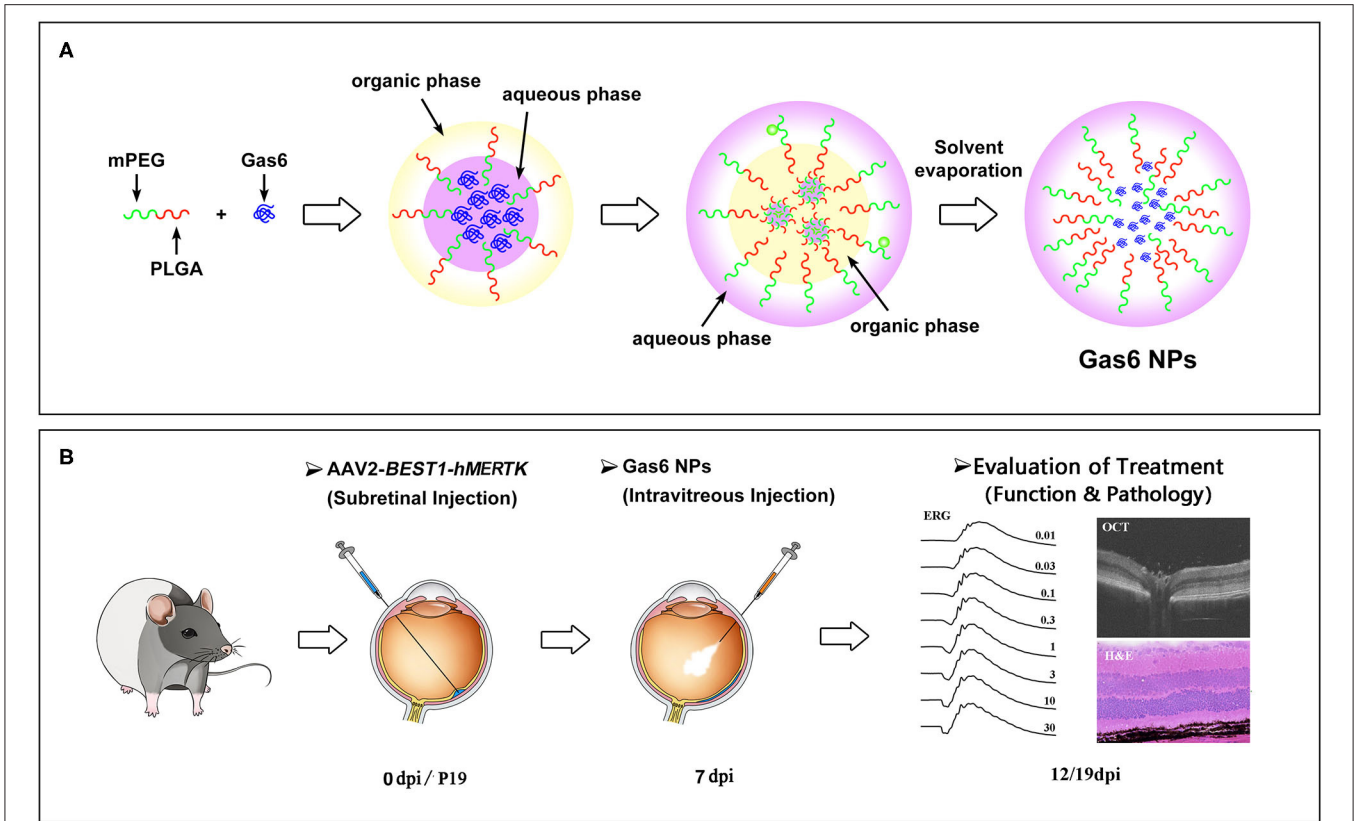 A
organic phase
aqueous phase
mPEG
Gas6
+
PLGA
aqueous phase
organic phase
Solvent
evaporation
Gas6 NPs
B
➢ AAV2-BEST1-hMERTK
(Subretinal Injection)
0 dpi / P19
➢ Gas6 NPs
(Intravitreous Injection)
7 dpi
➢Evaluation of Treatment
(Function & Pathology)
ERG
0.01
0.03
0.1
0.3
1
3
10
30
OCT
H&E
12/19dpi